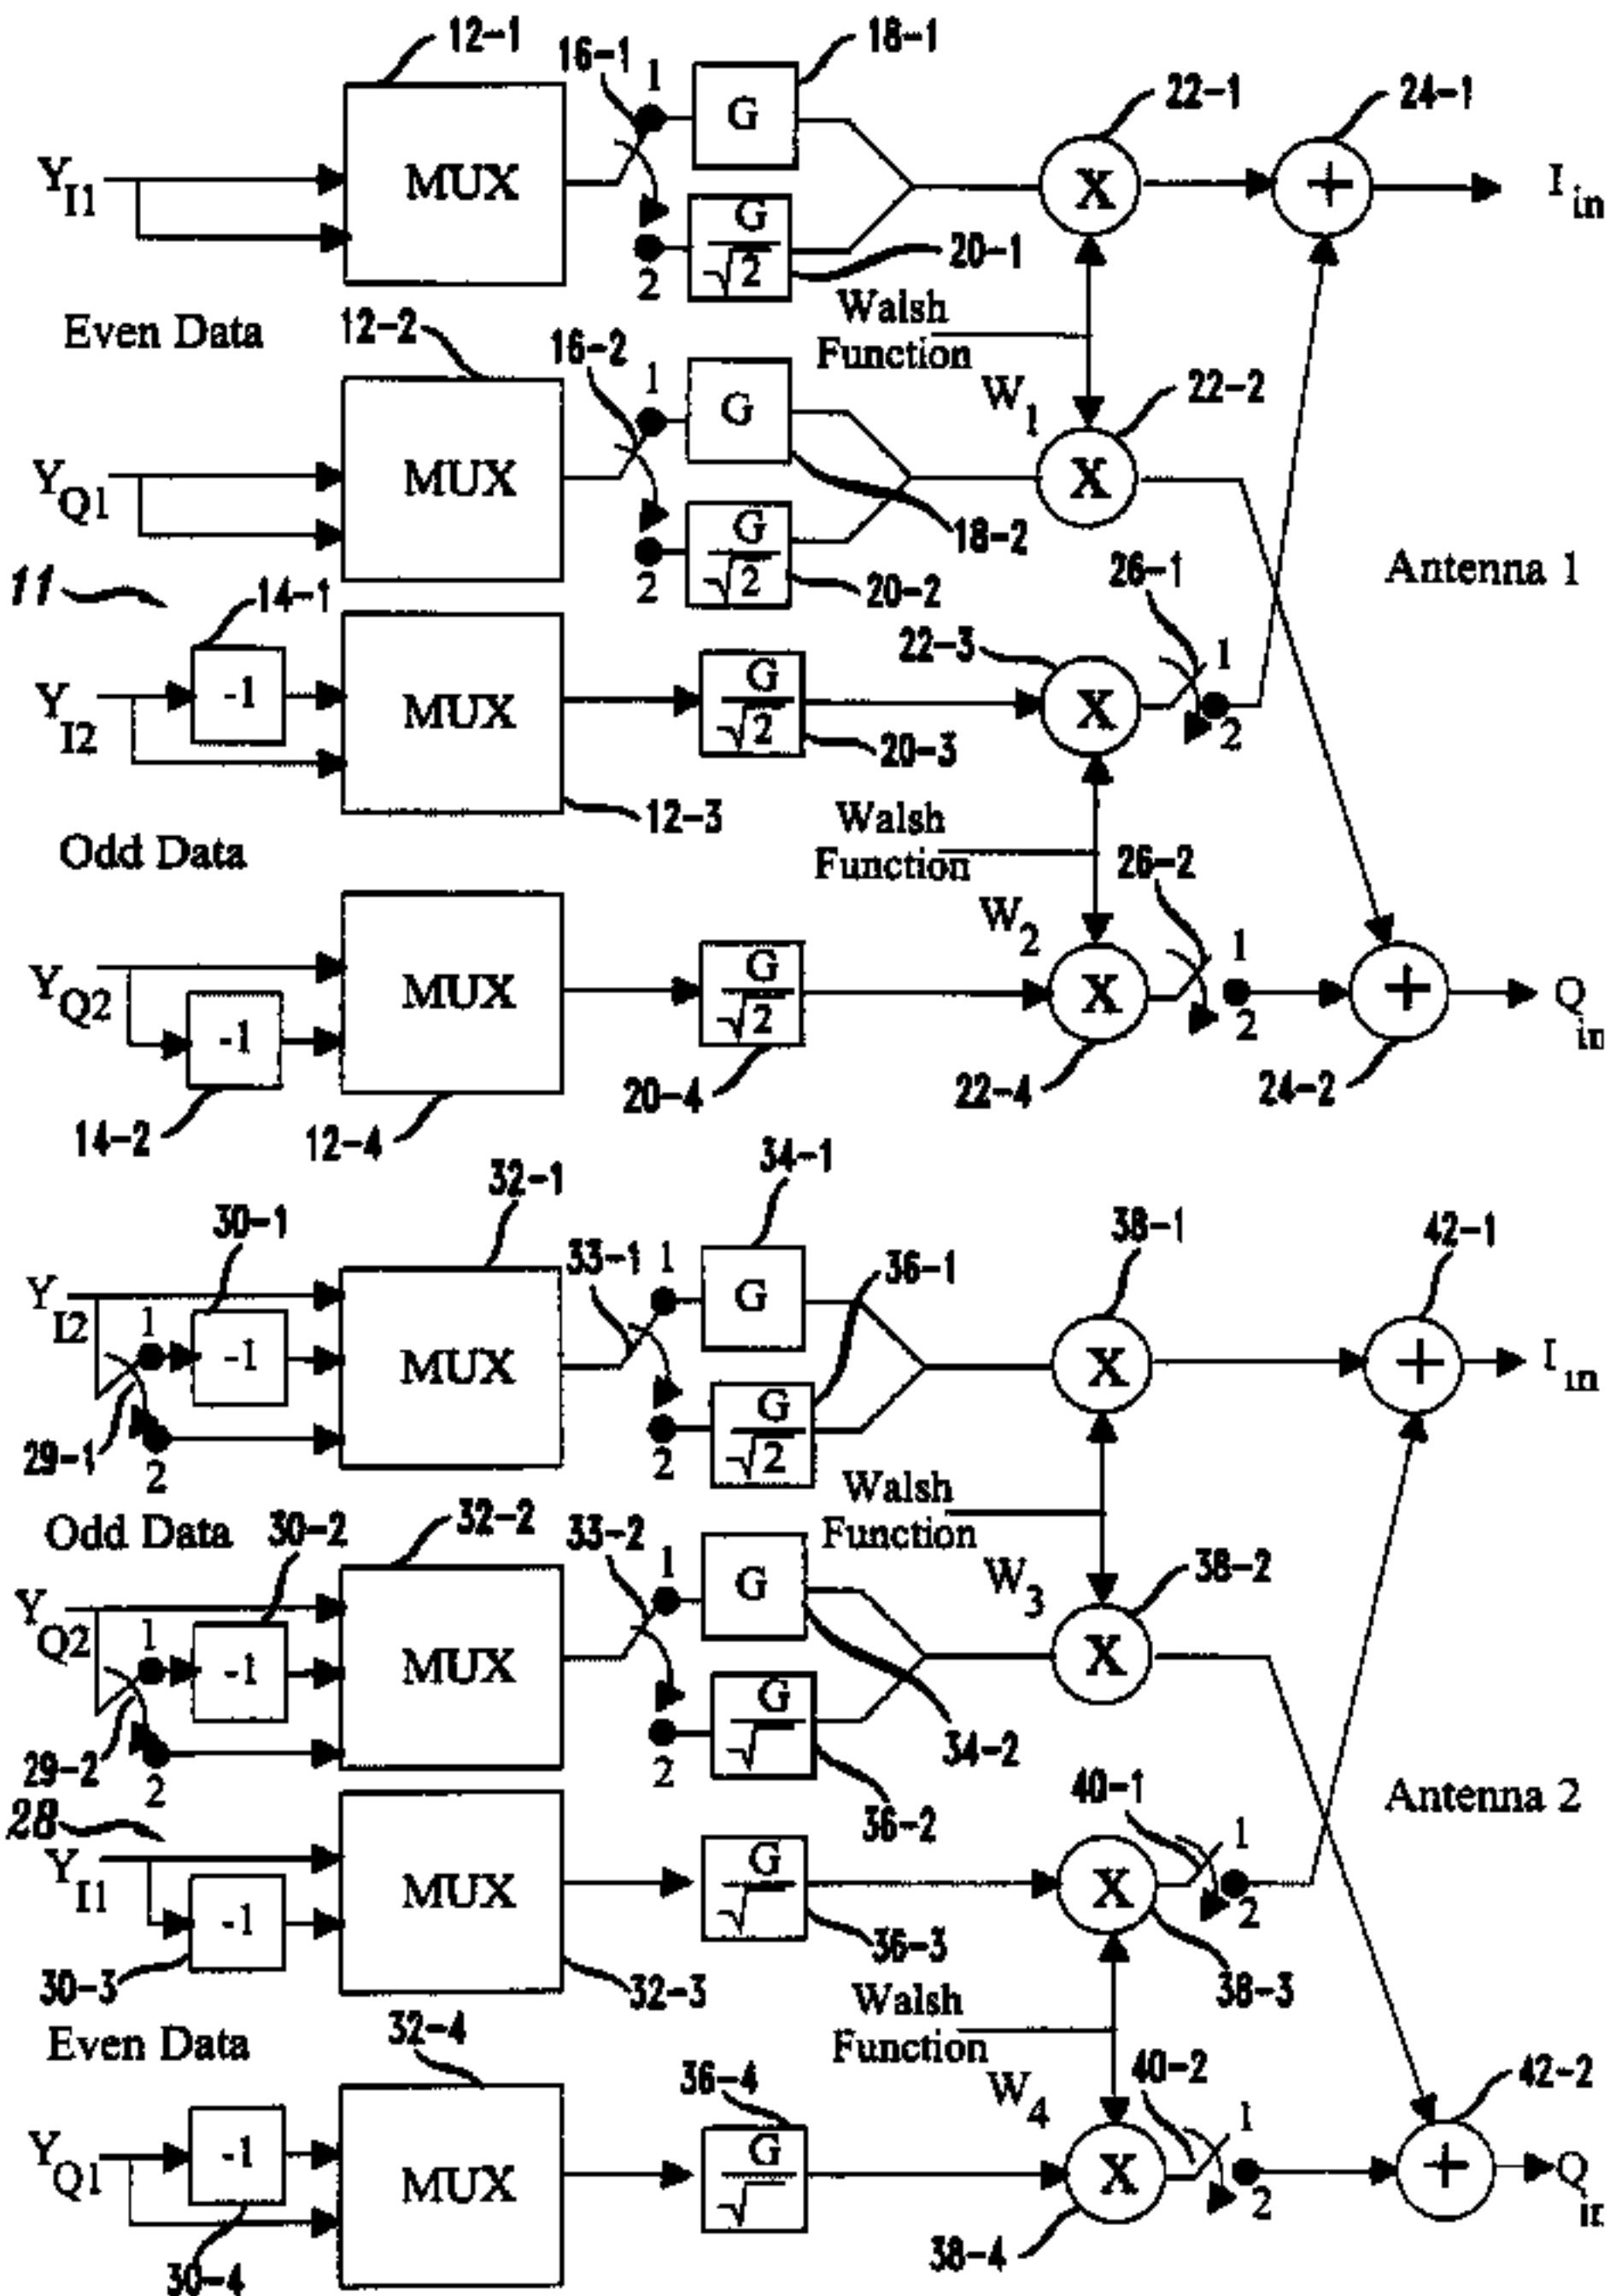 12-1
16-1
1
18-1
G
22-1
24-1
Y I1
MUX
X
+
I in
G
√2
2
20-1
Even Data
12-2
16-2
1
Walsh
Function
G
W 1
22-2
Y Q1
MUX
X
G
√2
2
18-2
20-2
Antenna 1
11
14-1
26-1
22-3
1
Y I2
-1
MUX
G
√2
X
2
20-3
12-3
Walsh
Function
Odd Data
26-2
W 2
1
Y Q2
-1
MUX
G
√2
X
2
+
Q in
14-2
12-4
20-4
22-4
24-2
34-1
32-1
30-1
33-1
1
38-1
42-1
36-1
Y I2
1
-1
MUX
G
X
+
I in
29-1
2
G
√2
2
Walsh
Function
Odd Data
30-2
32-2
33-2
1
G
W 3
38-2
Y Q2
1
-1
MUX
X
29-2
2
G
√
2
34-2
36-2
40-1
Antenna 2
28
1
Y I1
-1
MUX
G
√
X
2
30-3
32-3
36-3
38-3
Walsh
Function
Even Data
32-4
36-4
W 4
40-2
1
42-2
Y Q1
-1
MUX
G
√
X
2
+
Q in
30-4
38-4